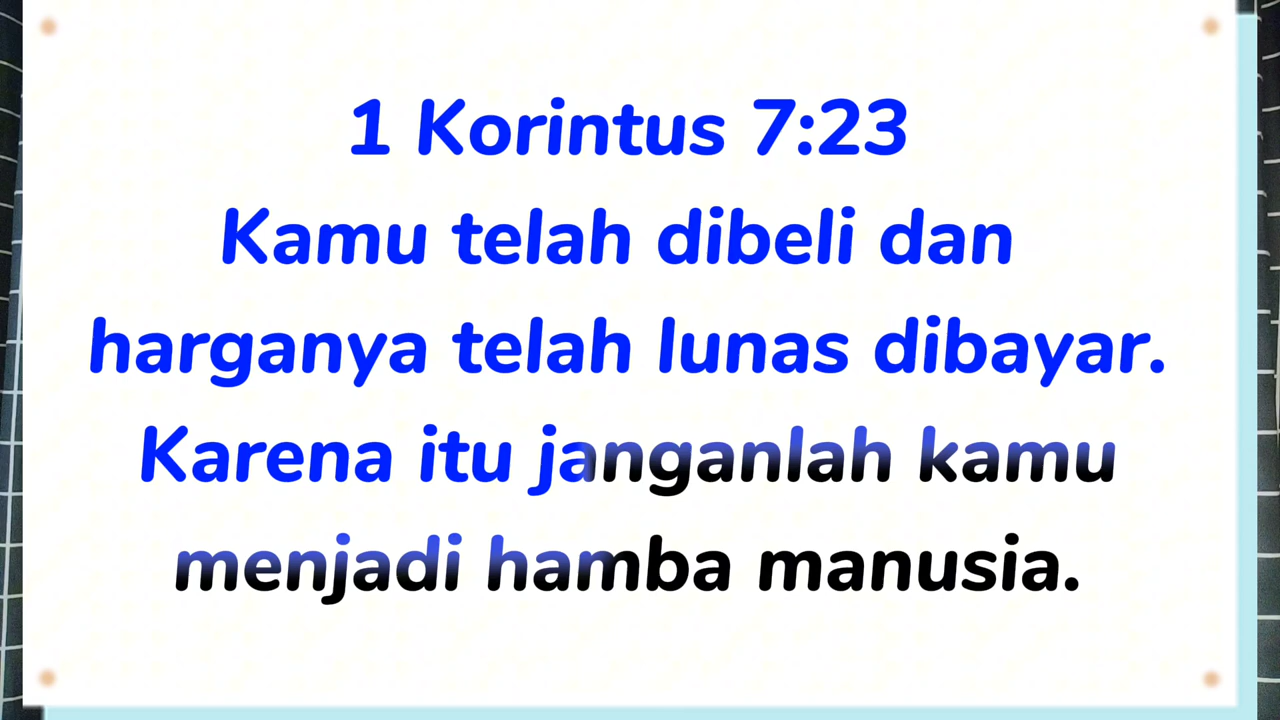 1 Korintus 7:23
Kamu telah dibeli dan
harganya telah lunas dibayar.
Karena itu janganlah kamu
menjadi hamba manusia.